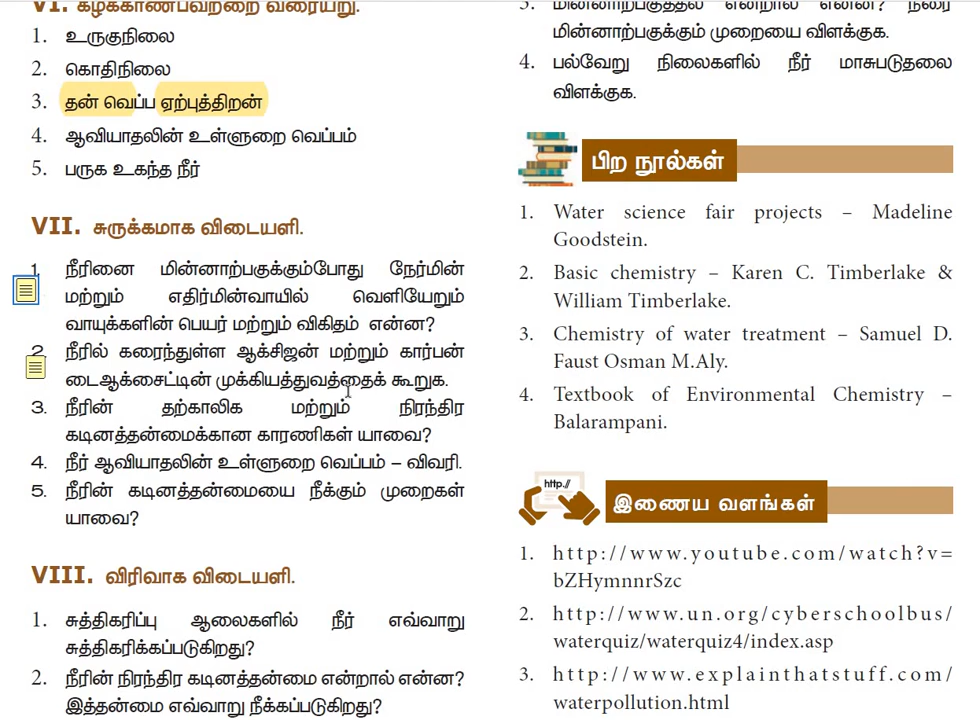 VI. கீழ்க்காண்பவற்றை வரையறு.
1. உருகுநிலை
2. கொதிநிலை
3. தன் வெப்ப ஏற்புத்திறன்
4. ஆவியாதலின் உள்ளுறை வெப்பம்
5. பருக உகந்த நீர்
VII. சுருக்கமாக விடையளி.
1. நீரினை மின்னாற்பகுக்கும்போது நேர்மின்
மற்றும் எதிர்மின்வாயில் வெளியேறும்
வாயுக்களின் பெயர் மற்றும் விகிதம் என்ன?
2. நீரில் கரைந்துள்ள ஆக்சிஜன் மற்றும் கார்பன்
டைஆக்சைட்டின் முக்கியத்துவத்தைக் கூறுக.
3. நீரின் தற்காலிக மற்றும் நிரந்தர
கடினத்தன்மைக்கான காரணிகள் யாவை?
4. நீர் ஆவியாதலின் உள்ளுறை வெப்பம் – விவரி.
5. நீரின் கடினத்தன்மையை நீக்கும் முறைகள்
யாவை?
VIII. விரிவாக விடையளி.
1. சுத்திகரிப்பு ஆலைகளில் நீர் எவ்வாறு
சுத்திகரிக்கப்படுகிறது?
2. நீரின் நிரந்திர கடினத்தன்மை என்றால் என்ன?
இத்தன்மை எவ்வாறு நீக்கப்படுகிறது?
3. மின்னாற்பகுத்தல் என்றால் என்ன? நீரை
மின்னாற்பகுக்கும் முறையை விளக்குக.
4. பல்வேறு நிலைகளில் நீர் மாசுபடுதலை
விளக்குக.
பிற நூல்கள்
1. Water science fair projects – Madeline
Goodstein.
2. Basic chemistry – Karen C. Timberlake &
William Timberlake.
3. Chemistry of water treatment – Samuel D.
Faust Osman M.Aly.
4. Textbook of Environmental Chemistry –
Balarampani.
http://
இணைய வளங்கள்
1. http://www.youtube.com/watch?v=
bZHymnnrSzc
2. http://www.un.org/cyberschoolbus/
waterquiz/waterquiz4/index.asp
3. http://www.explainthatstuff.com/
waterpollution.html